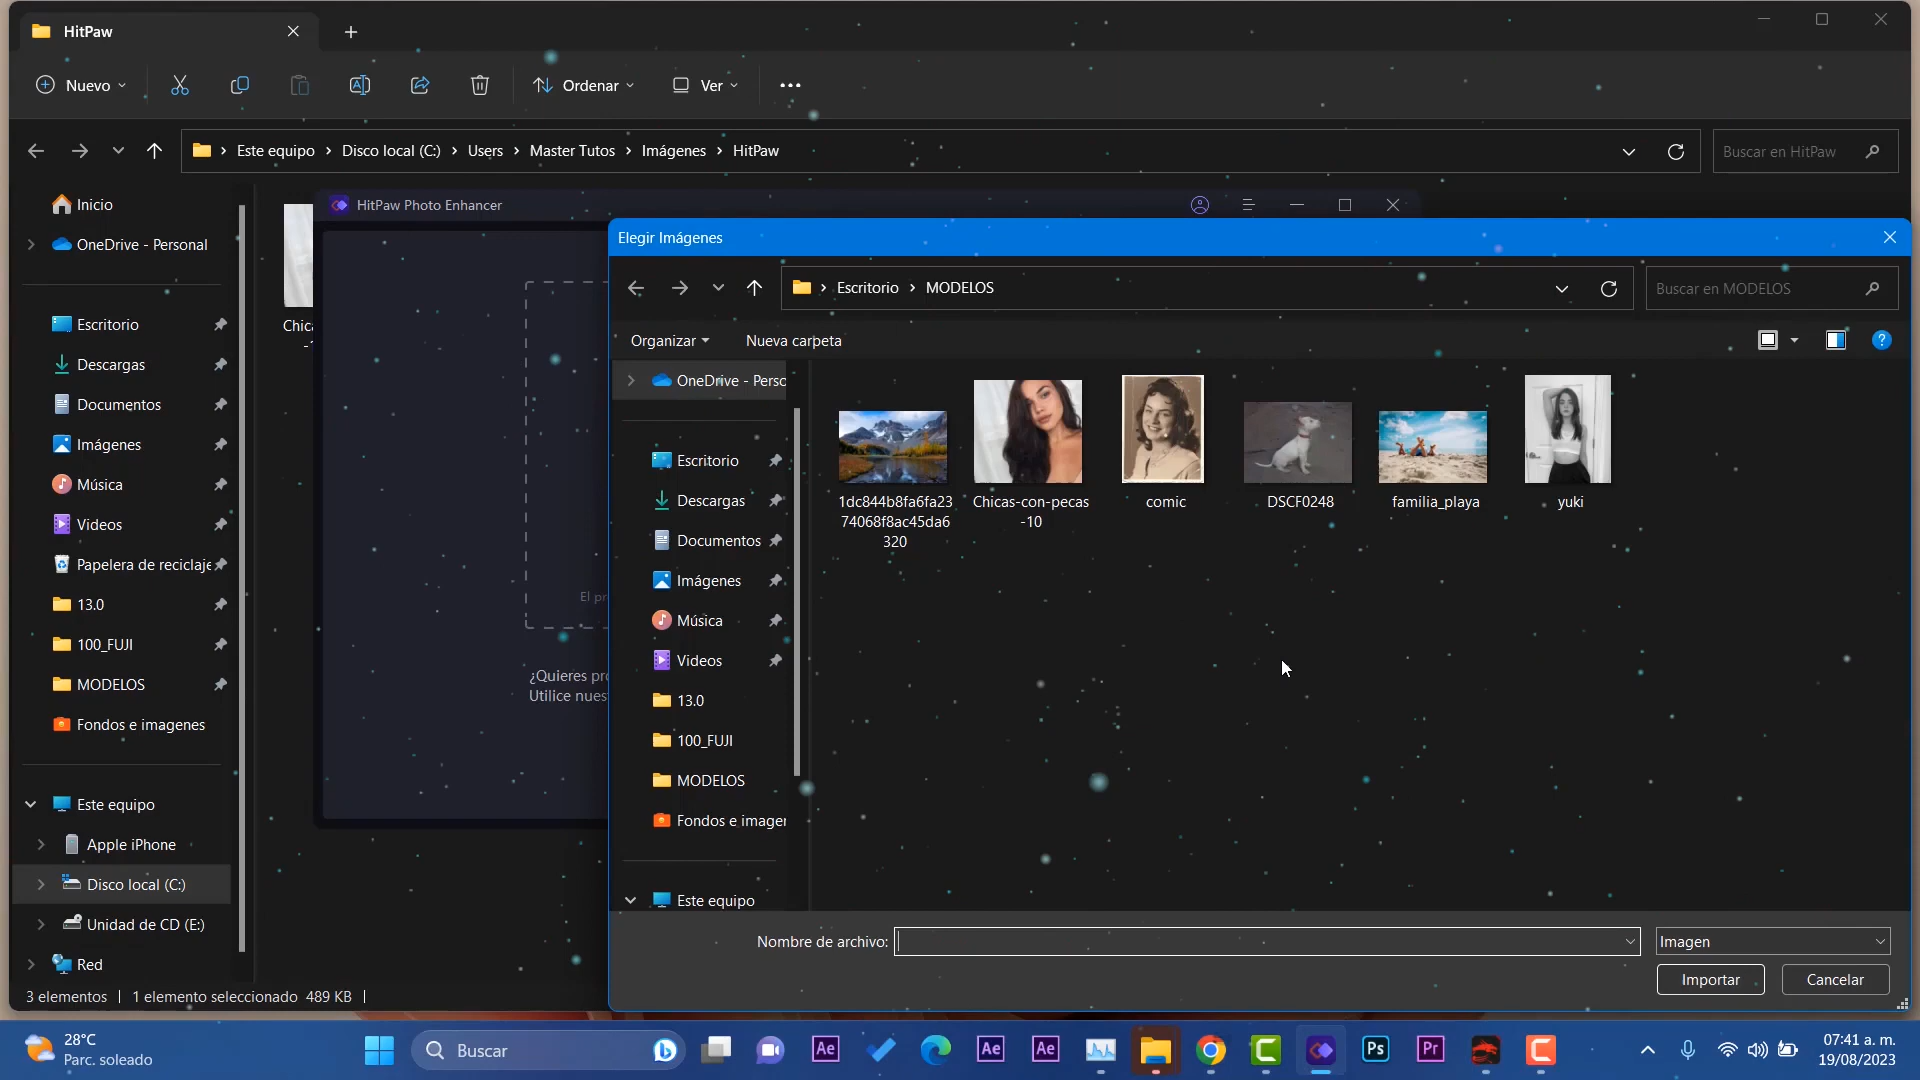 HitPaw
Nuevo
Ordenar
Ver
Este equipo > Disco local (C:) > Users > Master Tutos > Imágenes > HitPaw
Buscar en HitPaw
Inicio
OneDrive - Personal
Escritorio
Descargas
Documentos
Imágenes
Música
Videos
Papelera de reciclaje
13.0
100_FUJI
MODELOS
Fondos e imagenes
Este equipo
Apple iPhone
Disco local (C:)
Unidad de CD (E:)
Red
3 elementos
1 elemento seleccionado 489 KB
HitPaw Photo Enhancer
¿Quieres
Utilice
Elegir Imágenes
Escritorio > MODELOS
Buscar en MODELOS
Organizar
Nueva carpeta
OneDrive - Perso
Escritorio
Descargas
Documentos
Imágenes
Música
Videos
13.0
100_FUJI
MODELOS
Fondos e imagen
Este equipo
1dc844b8fa6fa23
74068f8ac45da6
320
Chicas-con-pecas
-10
comic
DSCF0248
familia_playa
yuki
Nombre de archivo:
Imagen
Importar
Cancelar
28°C
Parc. soleado
Buscar
Ae
Ae
Ae
Ps
Pr
07:41 a. m.
19/08/2023